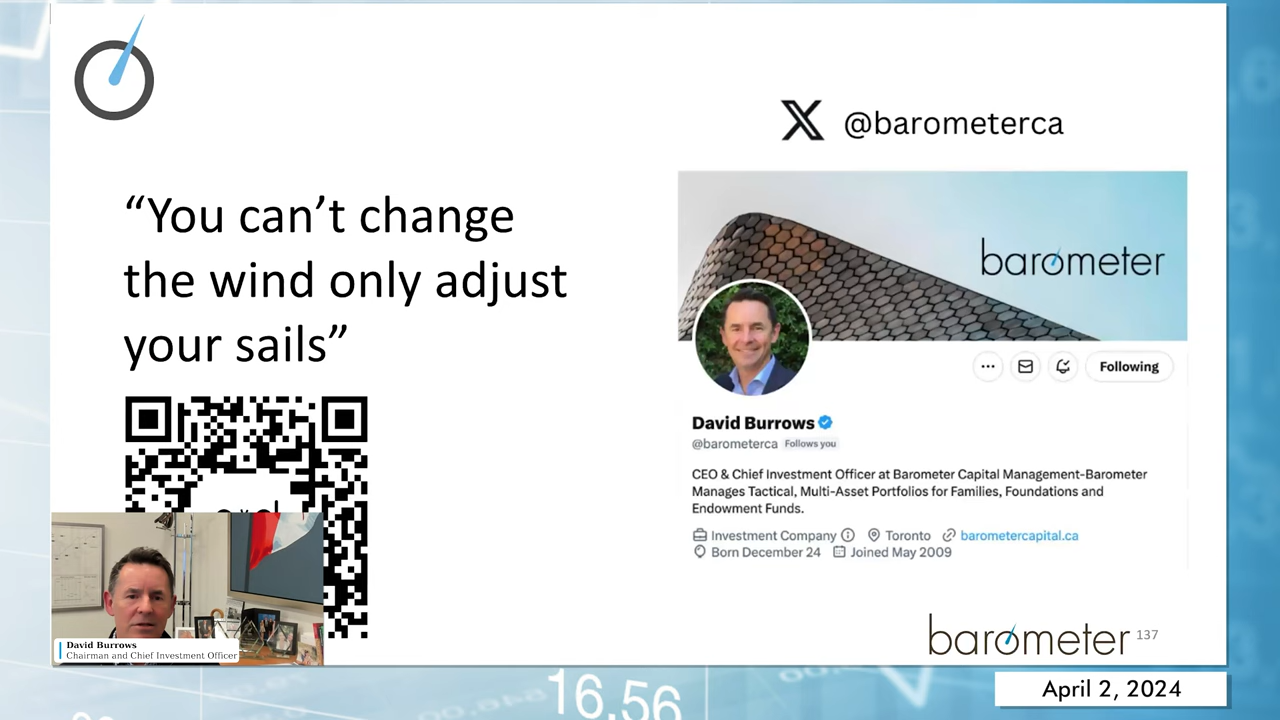 @barometerca
“You can’t change
the wind only adjust
your sails”
barometer
Following
David Burrows
@barometerca Follows you
CEO & Chief Investment Officer at Barometer Capital Management-Barometer
Manages Tactical, Multi-Asset Portfolios for Families, Foundations and
Endowment Funds.
Investment Company Toronto barometercapital.ca
Born December 24 Joined May 2009
David Burrows
Chairman and Chief Investment Officer
barometer 137
April 2, 2024
16,56